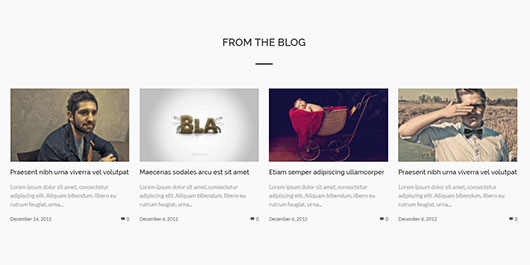 FROM THE BLOG
BLA
Praesent nibh urna viverra vel volutpat
Lorem ipsum dolor sit amet, consectetur
adipiscing elit. Aliquam bibendum, libero eu
rutrum feugiat, urna...
December 14, 2012 0
Maecenas sodales arcu est sit amet
Lorem ipsum dolor sit amet, consectetur
adipiscing elit. Aliquam bibendum, libero eu
rutrum feugiat, urna...
December 6, 2012 0
Etiam semper adipiscing ullamcorper
Lorem ipsum dolor sit amet, consectetur
adipiscing elit. Aliquam bibendum, libero eu
rutrum feugiat, urna...
December 6, 2012 0
Praesent nibh urna viverra vel volutpat
Lorem ipsum dolor sit amet, consectetur
adipiscing elit. Aliquam bibendum, libero eu
rutrum feugiat, urna...
December 6, 2012 0